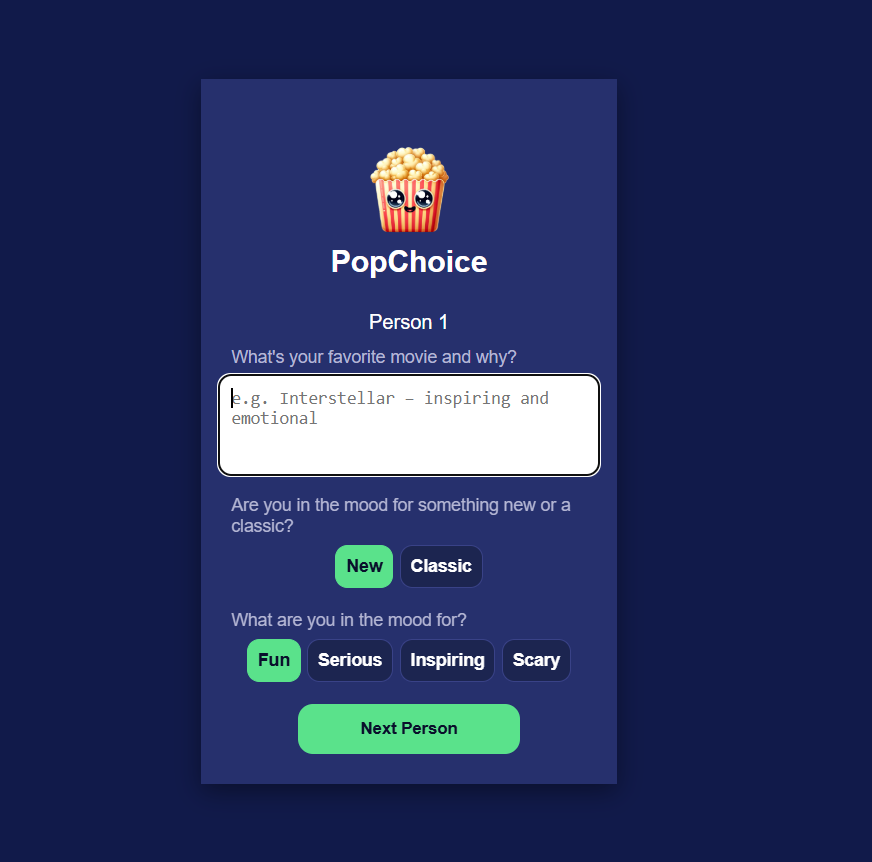 PopChoice
Person 1
What's your favorite movie and why?
e.g. Interstellar – inspiring and
emotional
Are you in the mood for something new or a
classic?
New Classic
What are you in the mood for?
Fun Serious Inspiring Scary
Next Person